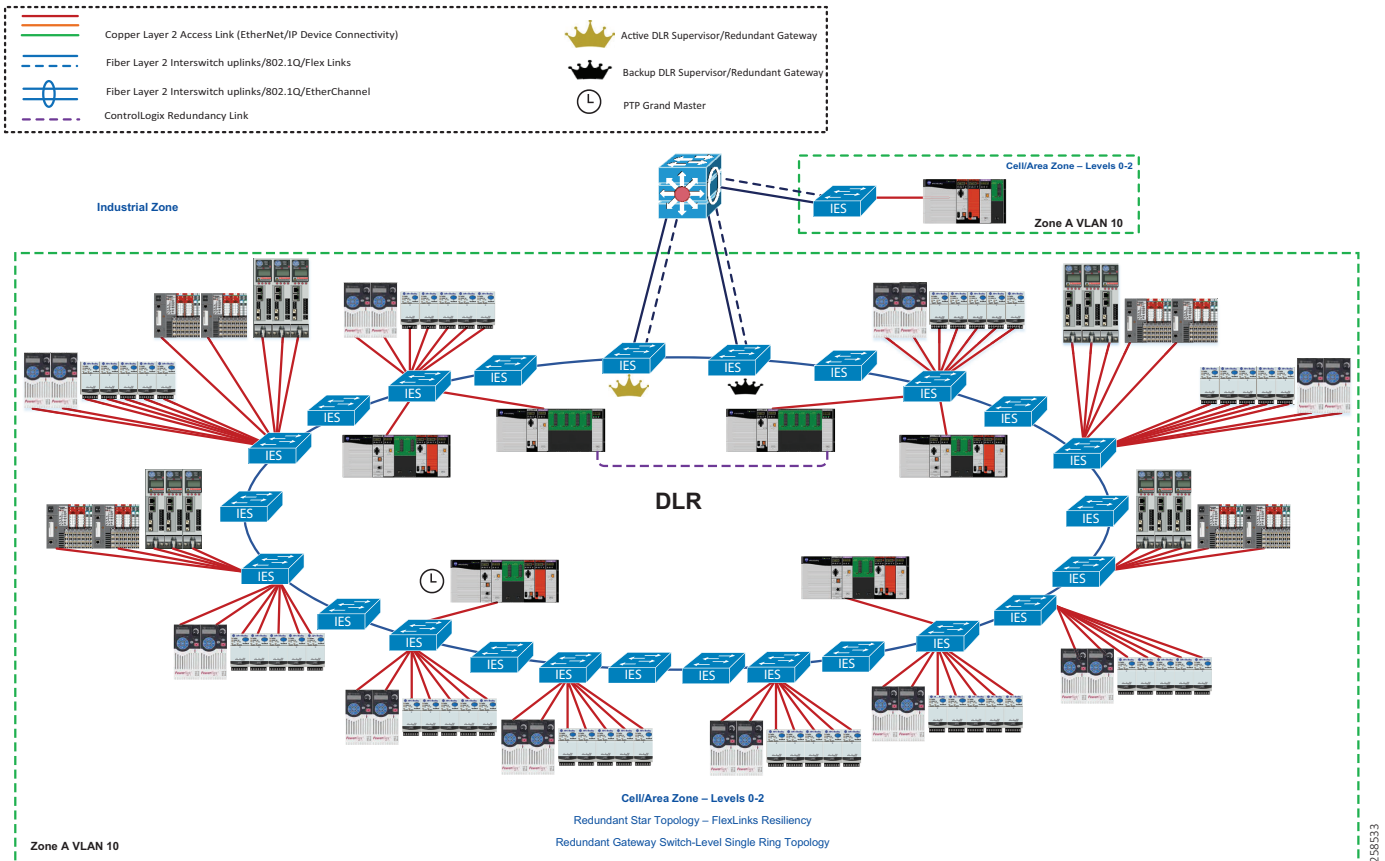 Copper Layer 2 Access Link (EtherNet/IP Device Connectivity)
Fiber Layer 2 Interswitch uplinks/802.1Q/Flex Links
Fiber Layer 2 Interswitch uplinks/802.1Q/EtherChannel
ControlLogix Redundancy Link
Active DLR Supervisor/Redundant Gateway
Backup DLR Supervisor/Redundant Gateway
PTP Grand Master
Industrial Zone
Cell/Area Zone – Levels 0-2
IES
Zone A VLAN 10
IES
IES
IES
IES
IES
IES
IES
IES
IES
IES
IES
IES
IES
DLR
IES
IES
IES
IES
IES
IES
IES
IES
IES
IES
IES
IES
IES
Cell/Area Zone – Levels 0-2
Redundant Star Topology – FlexLinks Resiliency
Redundant Gateway Switch-Level Single Ring Topology
Zone A VLAN 10
258533